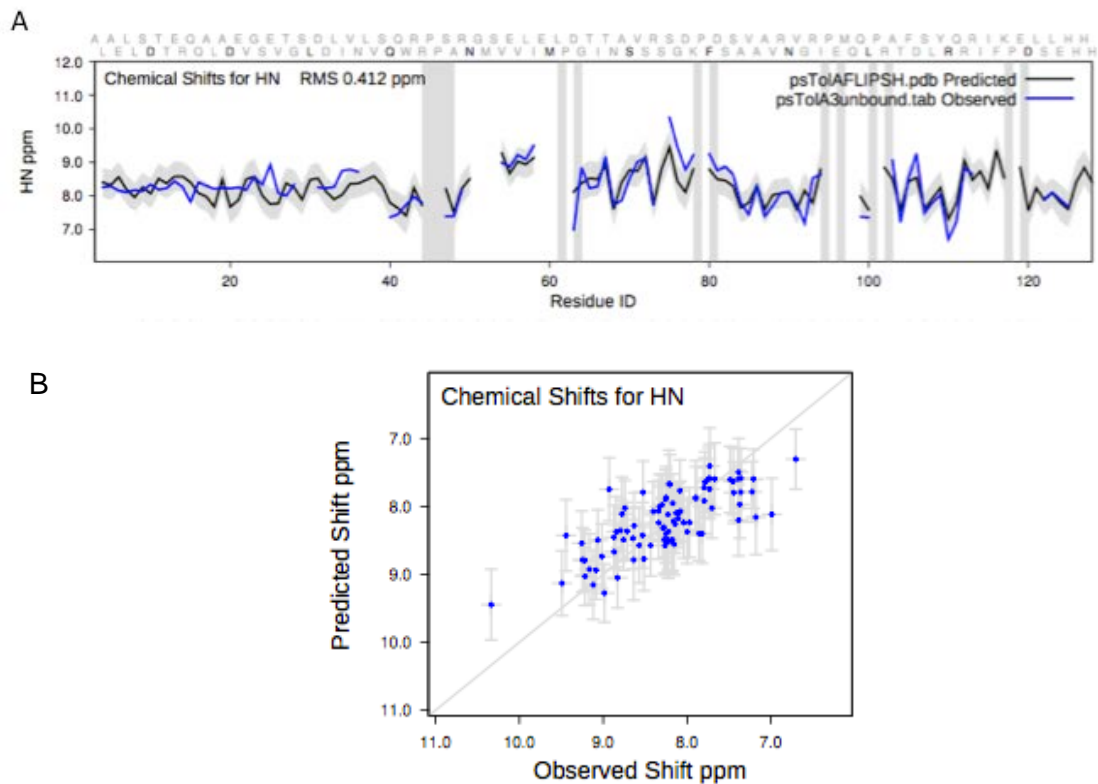 A
A A L S T E Q A A E G E T S D L V L S Q R P S R G V S E L E L D T T A V S R S D P S V A R V R P M Q P A F S Y Q R I K E L L H H
L E L D T R Q L D V S V G L D I N V Q W R P A N M V V I M P G I N S S S G K F S A A V N G I E Q L R T D L R R I F P D S E H H
Chemical Shifts for HN RMS 0.412 ppm
psTolAFLIPSH.pdb Predicted
psTolA3unbound.tab Observed
HN ppm
12.0
11.0
10.0
9.0
8.0
7.0
20 40 60 80 100 120
Residue ID
B
Chemical Shifts for HN
Predicted Shift ppm
7.0
8.0
9.0
10.0
11.0
11.0 10.0 9.0 8.0 7.0
Observed Shift ppm